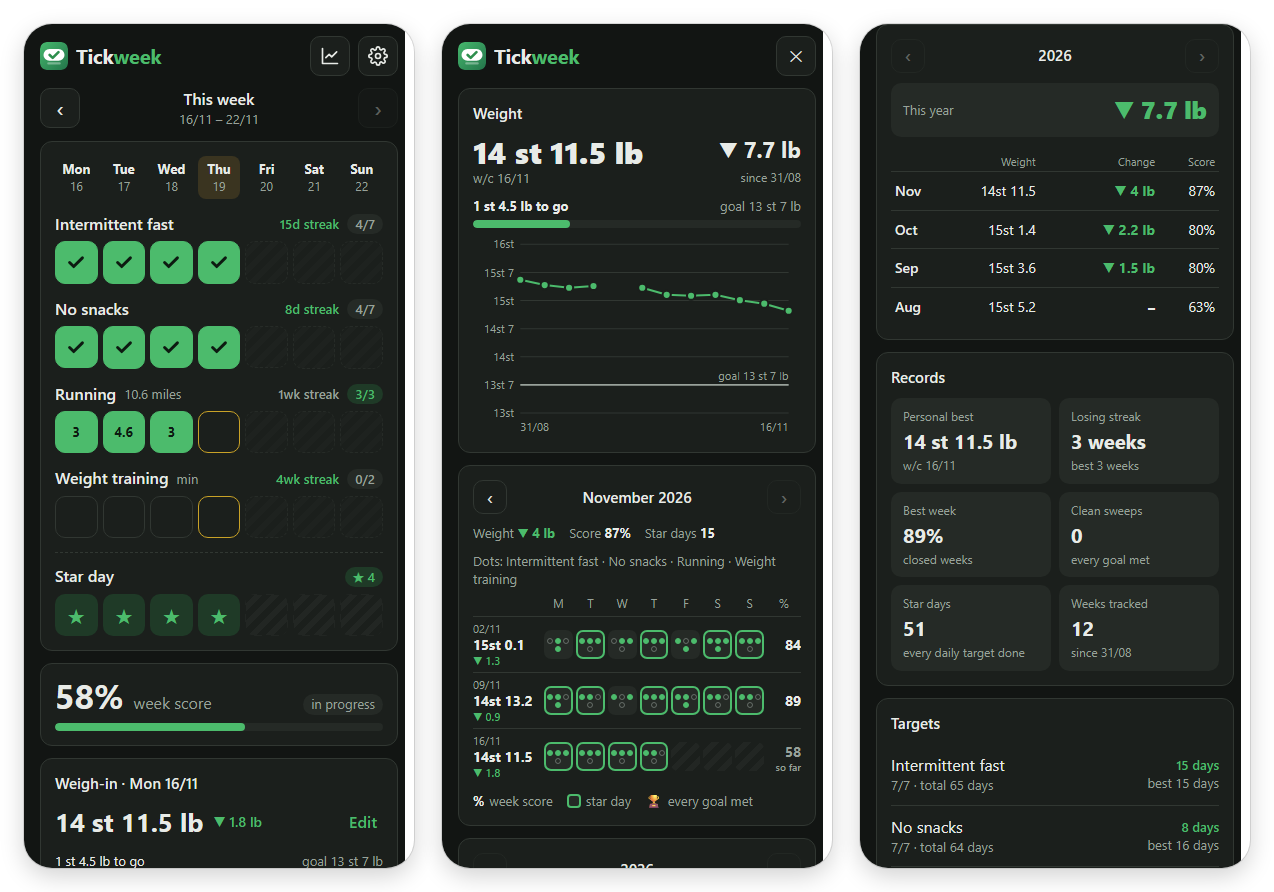 Tickweek
‹
This week
16/11 – 22/11
›
Mon Tue Wed Thu Fri Sat Sun
16 17 18 19 20 21 22
Intermittent fast 15d streak 4/7
No snacks 8d streak 4/7
Running 10.6 miles 1wk streak 3/3
3 4.6 3
Weight training min 4wk streak 0/2
Star day ★ 4
★ ★ ★ ★
58% week score in progress
Weigh-in · Mon 16/11
14 st 11.5 lb ▼ 1.8 lb Edit
1 st 4.5 lb to go goal 13 st 7 lb
Tickweek
Weight
14 st 11.5 lb ▼ 7.7 lb
w/c 16/11 since 31/08
1 st 4.5 lb to go goal 13 st 7 lb
16st
15st 7
15st
14st 7
14st
goal 13 st 7 lb
13st 7
13st
31/08 16/11
‹ November 2026 ›
Weight ▼ 4 lb Score 87% Star days 15
Dots: Intermittent fast · No snacks · Running · Weight
training
M T W T F S S %
02/11
15st 0.1 84
▼ 1.3
09/11
14st 13.2 89
▼ 0.9
16/11
14st 11.5 58
▼ 1.8 so far
% week score star day 🏆 every goal met
2026
‹ 2026 ›
This year ▼ 7.7 lb
Weight Change Score
Nov 14st 11.5 ▼ 4 lb 87%
Oct 15st 1.4 ▼ 2.2 lb 80%
Sep 15st 3.6 ▼ 1.5 lb 80%
Aug 15st 5.2 – 63%
Records
Personal best Losing streak
14 st 11.5 lb 3 weeks
w/c 16/11 best 3 weeks
Best week Clean sweeps
89% 0
closed weeks every goal met
Star days Weeks tracked
51 12
every daily target done since 31/08
Targets
Intermittent fast 15 days
7/7 · total 65 days best 15 days
No snacks 8 days
7/7 · total 64 days best 16 days